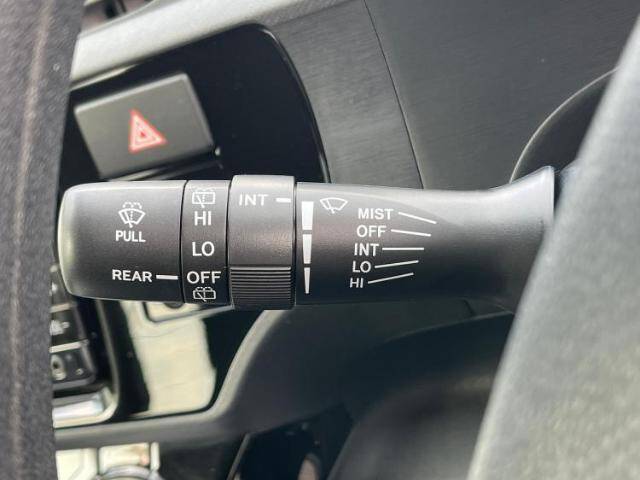 PULL
REAR
HI
LO
OFF
INT
MIST
OFF
INT
LO
HI